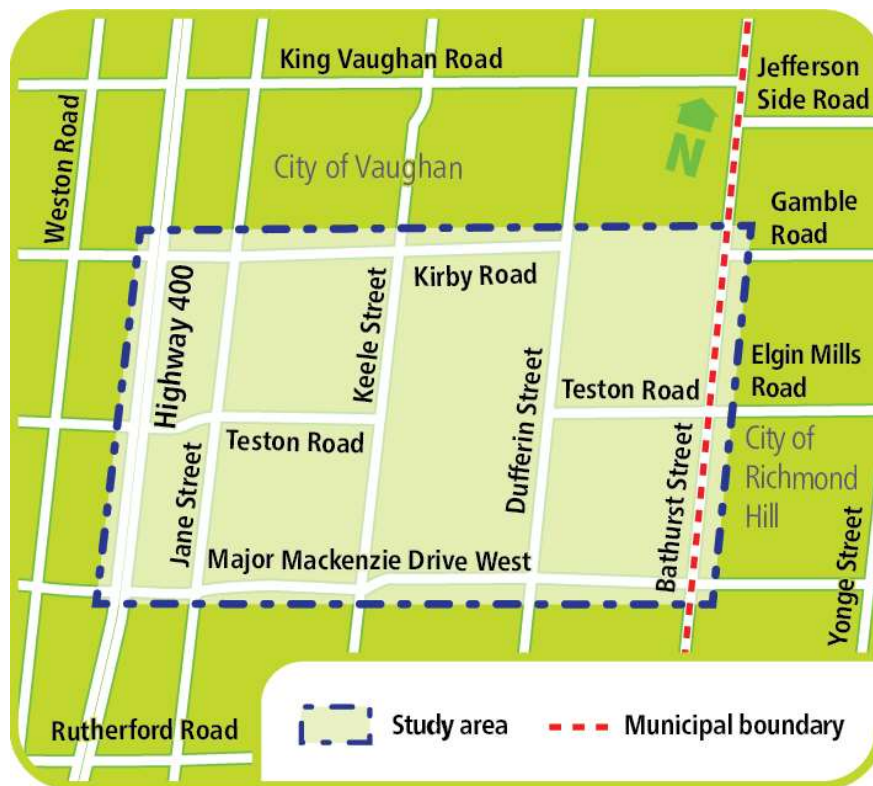 King Vaughan Road
Jefferson
Side Road
Weston Road
City of Vaughan
N
Gamble
Road
Highway 400
Keele Street
Kirby Road
Dufferin Street
Teston Road
Elgin Mills
Road
Jane Street
Teston Road
Bathurst Street
City of
Richmond
Hill
Major Mackenzie Drive West
Yonge Street
Rutherford Road
Study area
Municipal boundary